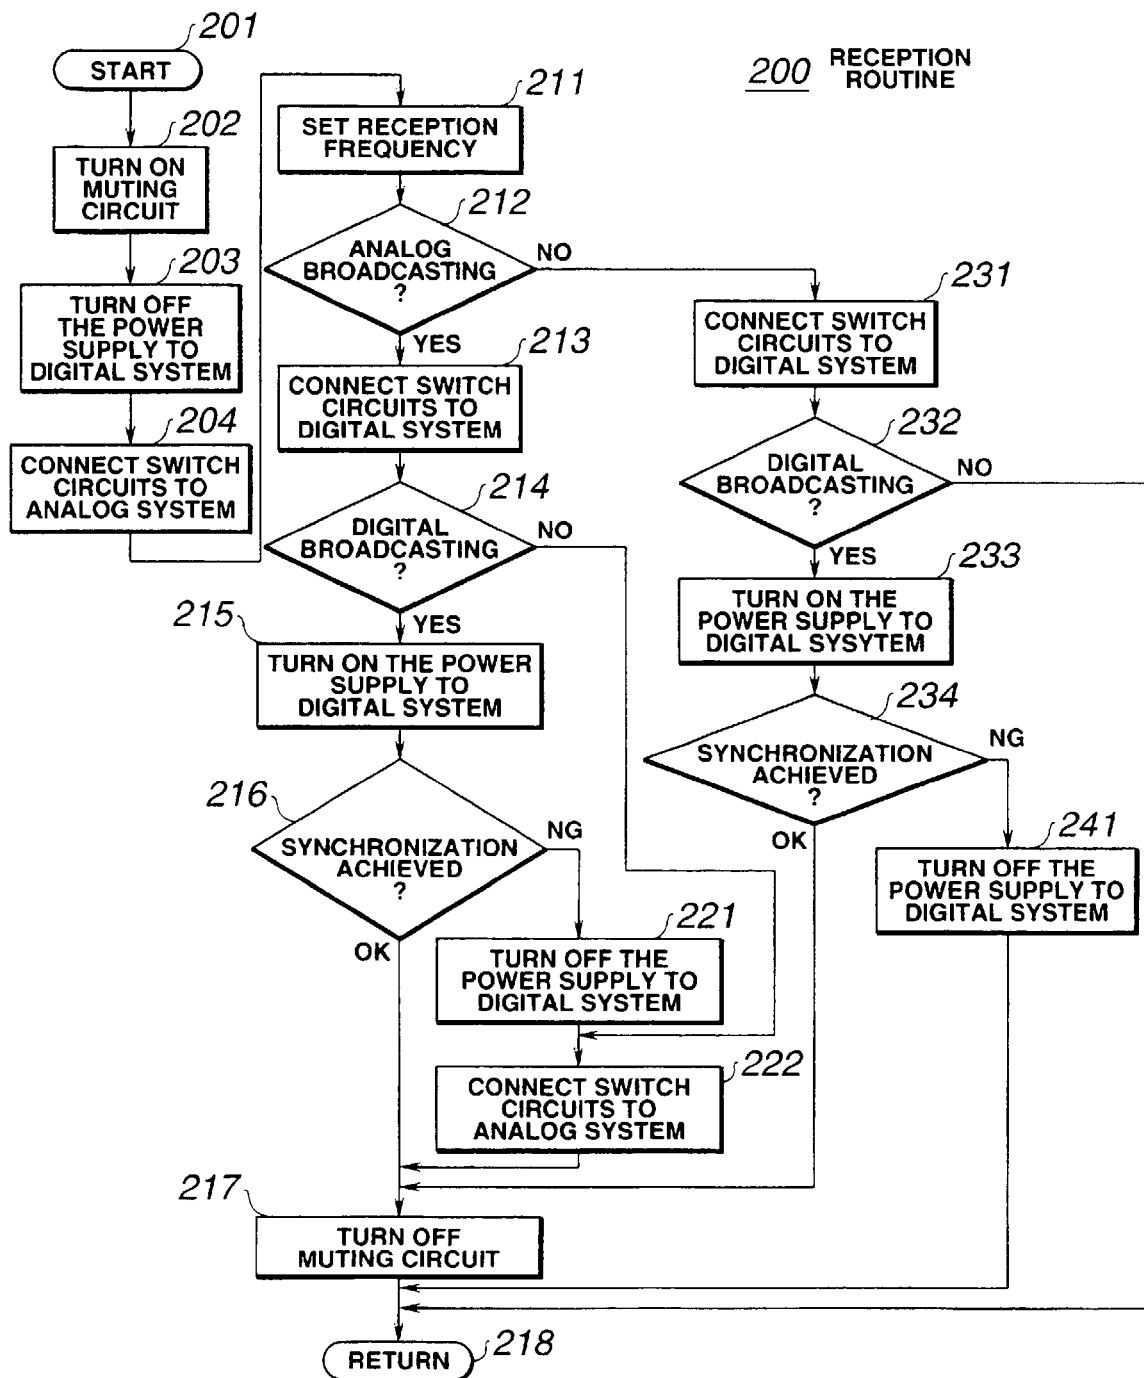 200 RECEPTION
ROUTINE
201
START
202
TURN ON
MUTING
CIRCUIT
203
TURN OFF
THE POWER
SUPPLY TO
DIGITAL SYSTEM
204
CONNECT SWITCH
CIRCUITS TO
ANALOG SYSTEM
211
SET RECEPTION
FREQUENCY
212
ANALOG
BROADCASTING
?
NO
YES
213
CONNECT SWITCH
CIRCUITS TO
DIGITAL SYSTEM
214
DIGITAL
BROADCASTING
?
NO
YES
215
TURN ON THE POWER
SUPPLY TO
DIGITAL SYSTEM
216
SYNCHRONIZATION
ACHIEVED
?
NG
OK
221
TURN OFF THE
POWER SUPPLY TO
DIGITAL SYSTEM
222
CONNECT SWITCH
CIRCUITS TO
ANALOG SYSTEM
217
TURN OFF
MUTING CIRCUIT
RETURN
218
231
CONNECT SWITCH
CIRCUITS TO
DIGITAL SYSTEM
232
DIGITAL
BROADCASTING
?
NO
YES
233
TURN ON THE
POWER SUPPLY TO
DIGITAL SYSYTEM
234
SYNCHRONIZATION
ACHIEVED
?
NG
OK
241
TURN OFF THE
POWER SUPPLY TO
DIGITAL SYSTEM